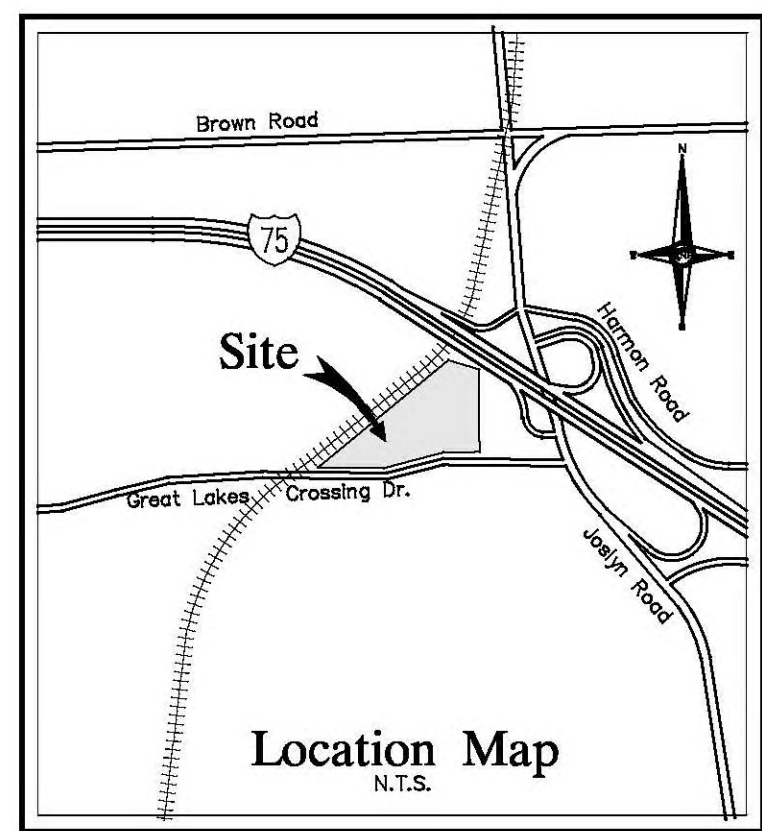 Brown Road
N
75
Harmon Road
Site
Great Lakes Crossing Dr.
Joslyn Road
Location Map
N.T.S.